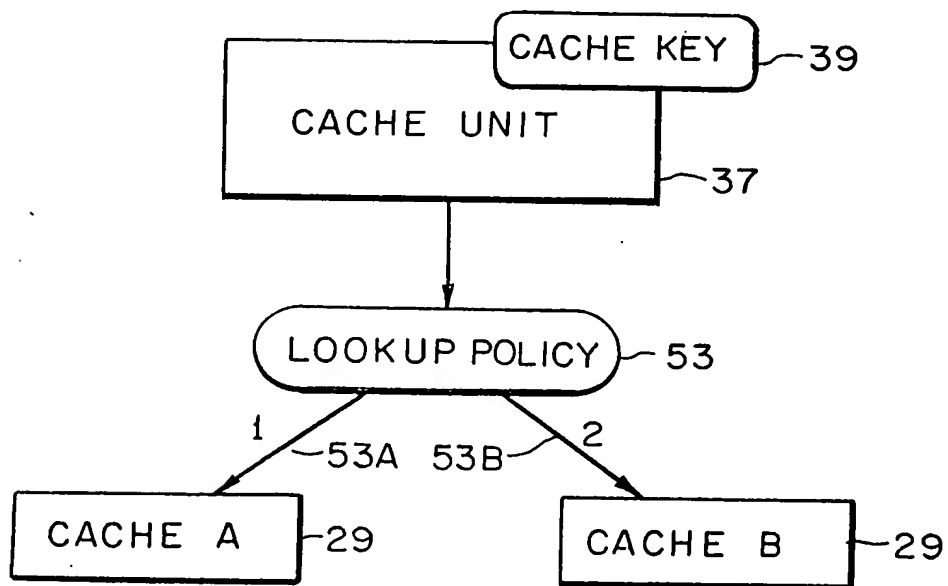 CACHE KEY
39
CACHE UNIT
37
LOOKUP POLICY
53
1
53A
53B
2
CACHE A
29
CACHE B
29